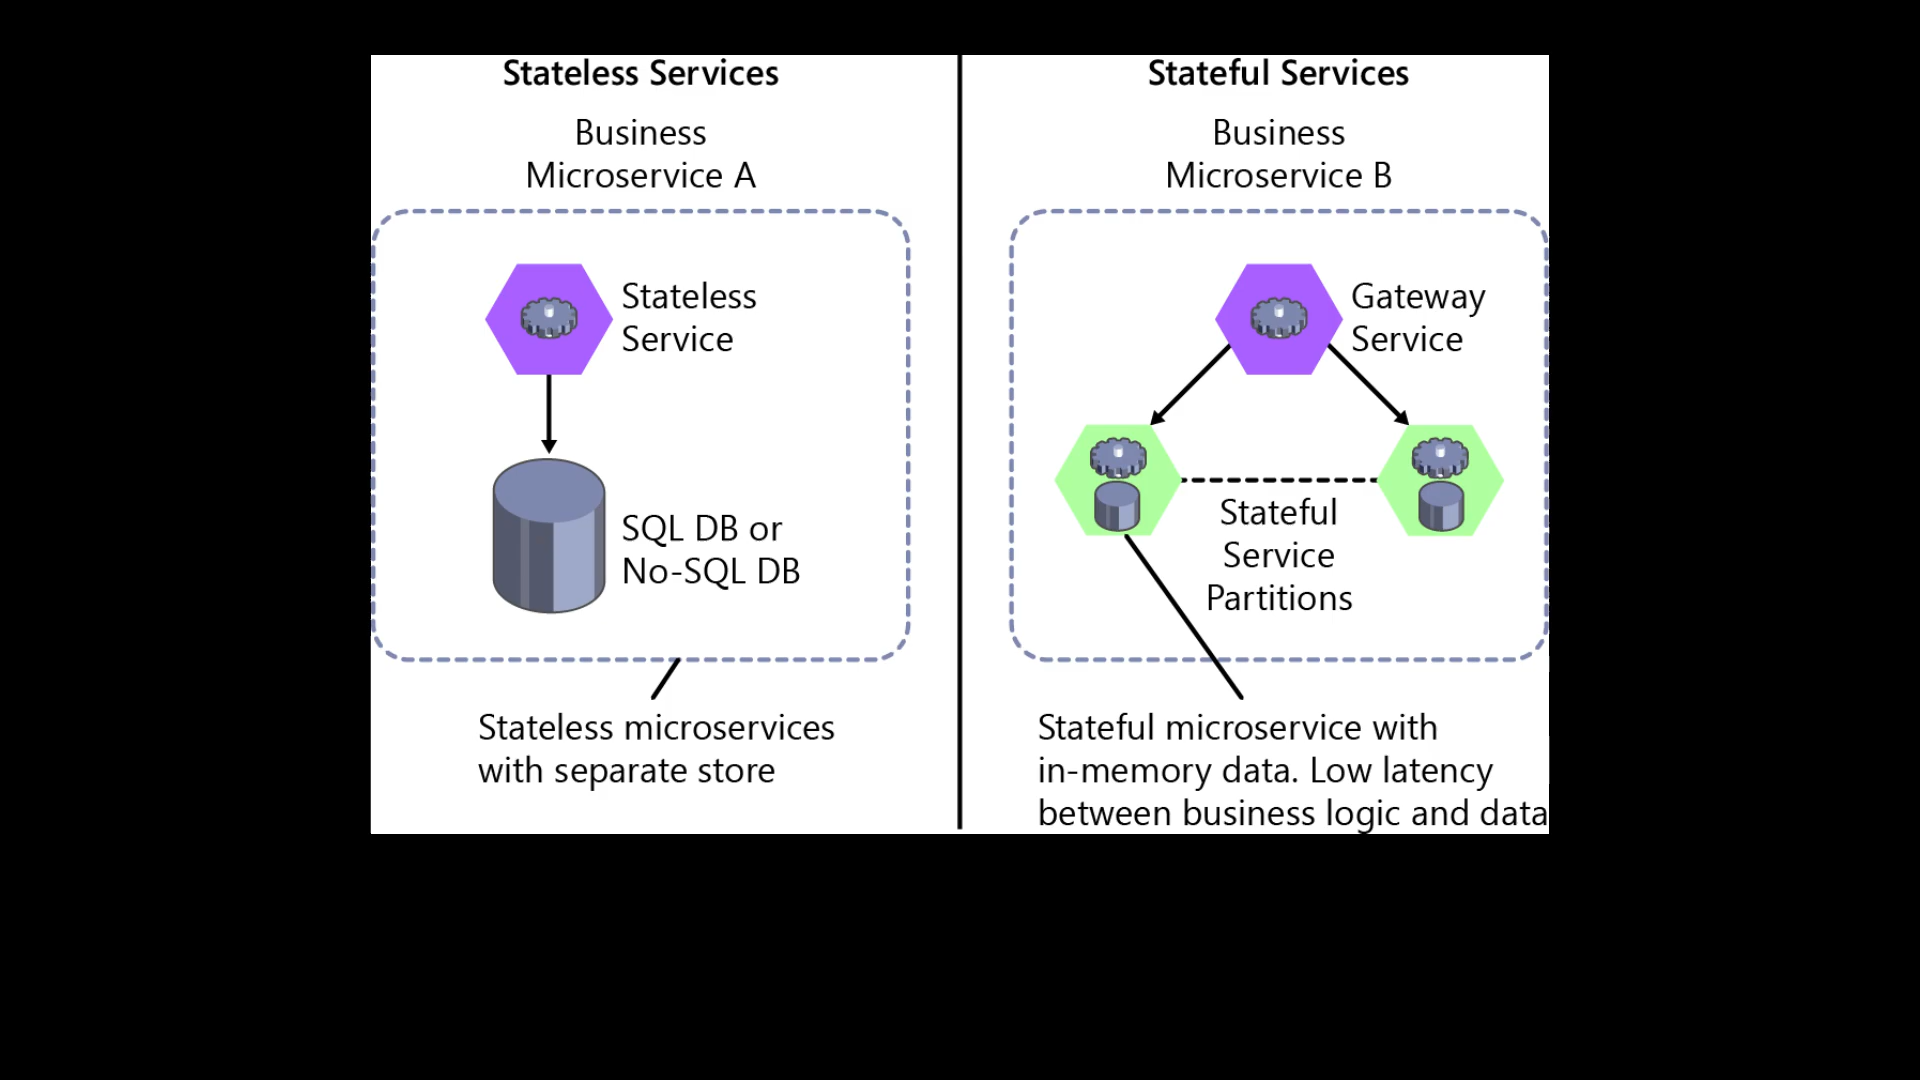 Stateless Services
Business
Microservice A
Stateless
Service
SQL DB or
No-SQL DB
Stateless microservices
with separate store
Stateful Services
Business
Microservice B
Gateway
Service
Stateful
Service
Partitions
Stateful microservice with
in-memory data. Low latency
between business logic and data